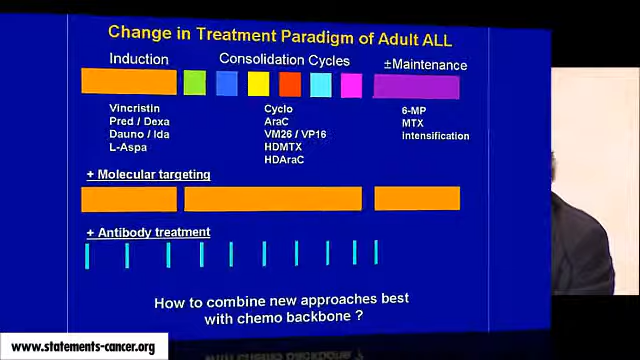 Change in Treatment Paradigm of Adult ALL
Induction
Consolidation Cycles
±Maintenance
Vincristin
Pred / Dexa
Dauno / Ida
L-Aspa
Cyclo
AraC
VM26 / VP16
HDMTX
HDAraC
6-MP
MTX
Intensification
+ Molecular targeting
+ Antibody treatment
How to combine new approaches best
with chemo backbone ?
www.statements-cancer.org